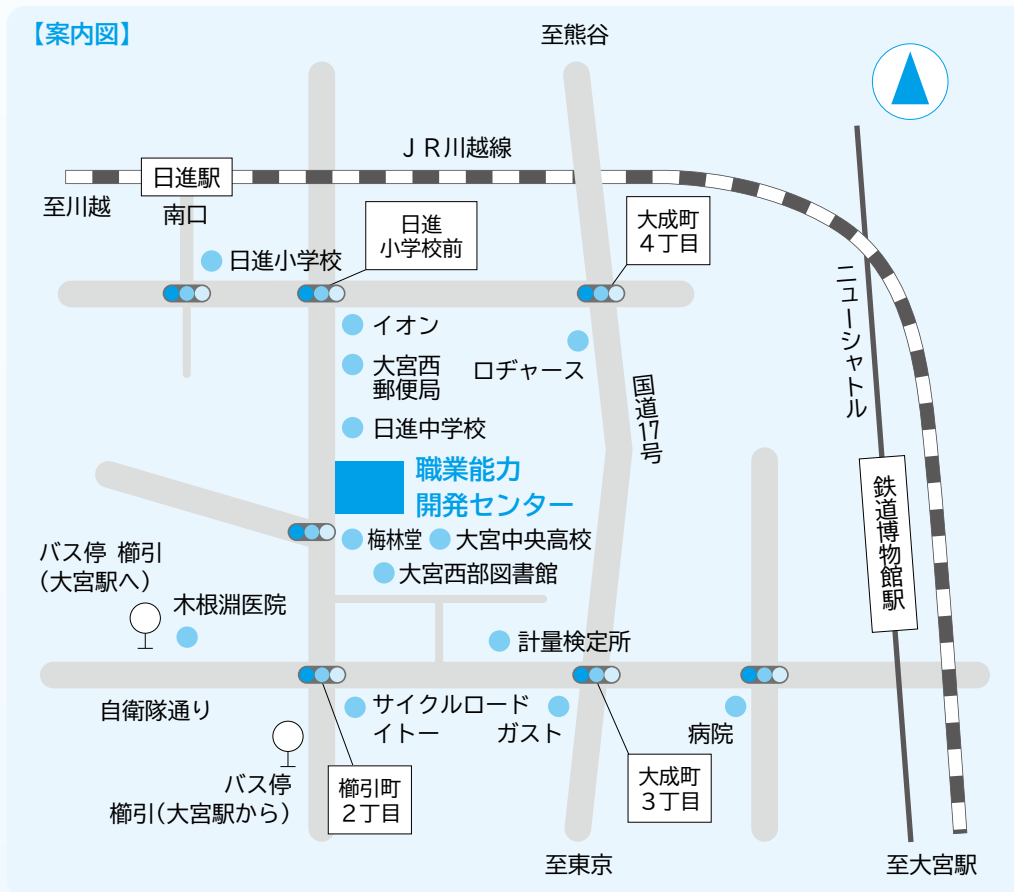 【案内図】
至熊谷
ＪＲ川越線
日進駅
至川越
南口
日進
小学校前
大成町
４丁目
日進小学校
ニューシャトル
イオン
大宮西
郵便局
ロヂャース
国道17号
日進中学校
職業能力
開発センター
鉄道博物館駅
梅林堂
大宮中央高校
大宮西部図書館
バス停 櫛引
（大宮駅へ）
木根淵医院
計量検定所
自衛隊通り
サイクルロード
イトー
ガスト
病院
バス停
櫛引（大宮駅から）
櫛引町
２丁目
大成町
３丁目
至東京
至大宮駅